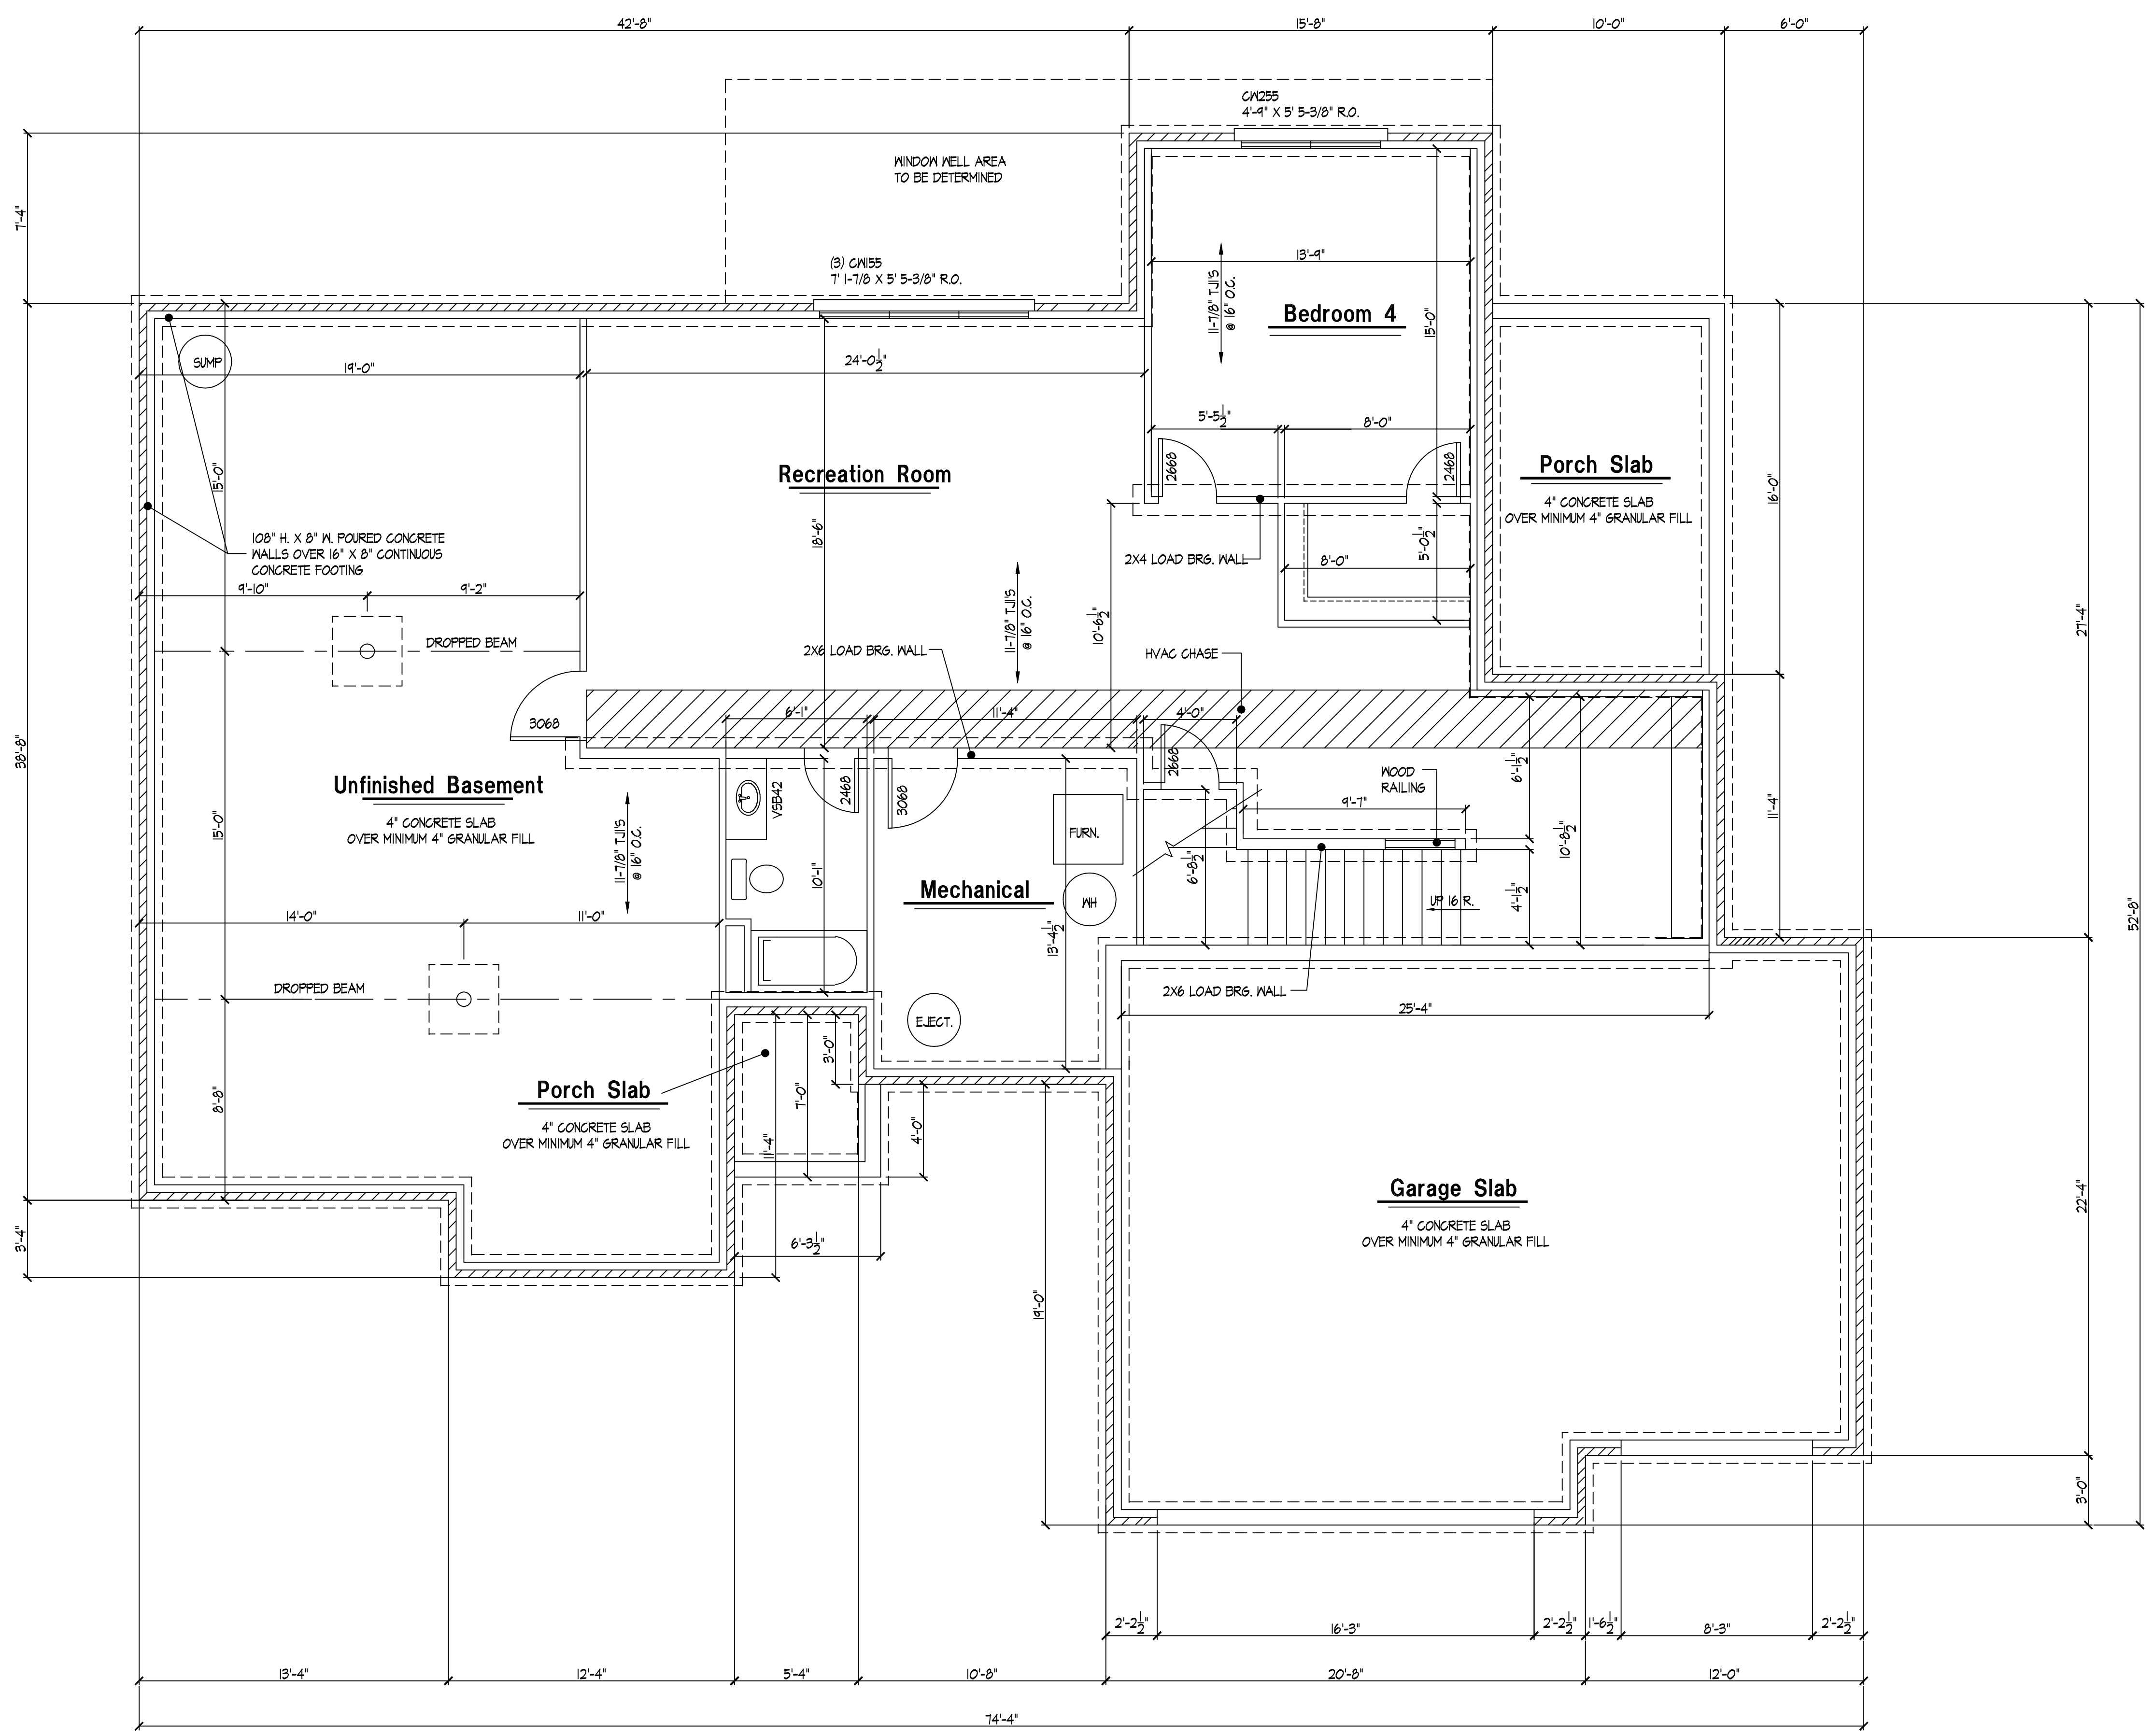 42'-8"
15'-8"
10'-0"
6'-0"
CW255
4'-9" X 5' 5-3/8" R.O.
WINDOW WELL AREA
TO BE DETERMINED
7'-4"
(3) CW155
7' 1-7/8 X 5' 5-3/8" R.O.
13'-9"
11-7/8" TJI'S
@ 16" O.C.
Bedroom 4
15'-0"
SUMP
19'-0"
24'-0 1/2"
5'-5 1/2"
8'-0"
2668
2468
Recreation Room
Porch Slab
4" CONCRETE SLAB
OVER MINIMUM 4" GRANULAR FILL
15'-0"
16'-0"
18'-6"
108" H. X 8" W. POURED CONCRETE
WALLS OVER 16" X 8" CONTINUOUS
CONCRETE FOOTING
2X4 LOAD BRG. WALL
8'-0"
5'-0 1/2"
9'-10"
9'-2"
10'-6 1/2"
11-7/8" TJI'S
@ 16" O.C.
27'-4"
DROPPED BEAM
2X6 LOAD BRG. WALL
HVAC CHASE
3068
6'-1"
11'-4"
4'-0"
38'-8"
Unfinished Basement
4" CONCRETE SLAB
OVER MINIMUM 4" GRANULAR FILL
11-7/8" TJI'S
@ 16" O.C.
15'-0"
VSB42
2468
3068
2668
WOOD
RAILING
9'-7"
6'-1 1/2"
11'-4"
FURN.
10'-8 1/2"
6'-8 1/2"
10'-1"
Mechanical
WH
UP 16 R.
4'-1 1/2"
52'-8"
14'-0"
11'-0"
13'-4 1/2"
DROPPED BEAM
2X6 LOAD BRG. WALL
25'-4"
EJECT.
3'-0"
Porch Slab
4" CONCRETE SLAB
OVER MINIMUM 4" GRANULAR FILL
8'-8"
7'-0"
11'-4"
4'-0"
Garage Slab
4" CONCRETE SLAB
OVER MINIMUM 4" GRANULAR FILL
22'-4"
3'-4"
6'-3 1/2"
19'-0"
3'-0"
2'-2 1/2"
16'-3"
2'-2 1/2"
1'-6 1/2"
8'-3"
2'-2 1/2"
13'-4"
12'-4"
5'-4"
10'-8"
20'-8"
12'-0"
74'-4"